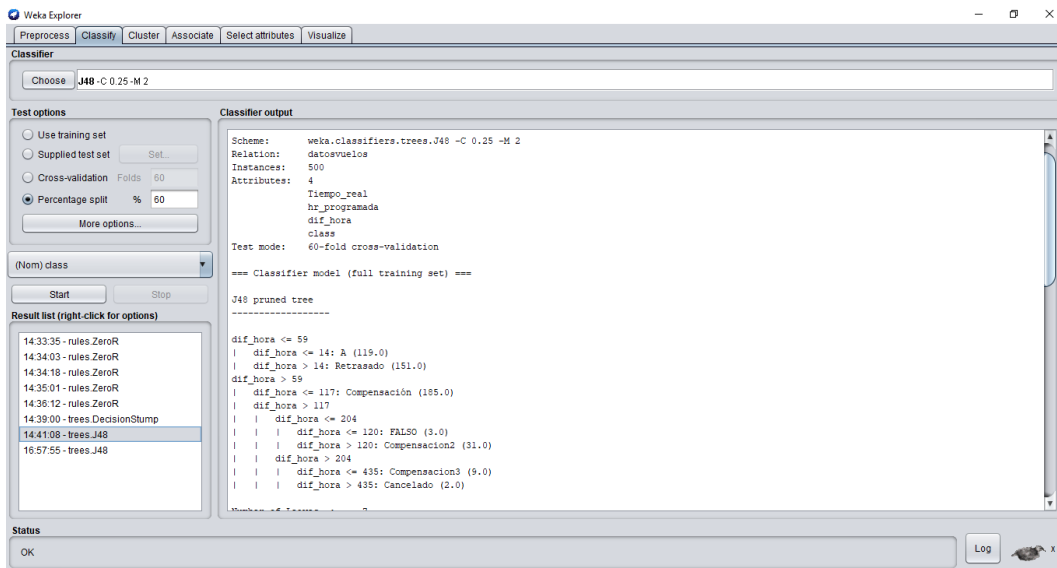 Weka Explorer
Preprocess Classify Cluster Associate Select attributes Visualize
Classifier
Choose J48 -C 0.25 -M 2
Test options
Use training set
Supplied test set Set...
Cross-validation Folds 60
Percentage split % 60
More options...
(Nom) class
Start Stop
Result list (right-click for options)
14:33:35 - rules.ZeroR
14:34:03 - rules.ZeroR
14:34:18 - rules.ZeroR
14:35:01 - rules.ZeroR
14:36:12 - rules.ZeroR
14:39:00 - trees.DecisionStump
14:41:08 - trees.J48
16:57:55 - trees.J48
Classifier output
Scheme: weka.classifiers.trees.J48 -C 0.25 -M 2
Relation: datosvuelos
Instances: 500
Attributes: 4
Tiempo_real
hr_programada
dif_hora
class
Test mode: 60-fold cross-validation
=== Classifier model (full training set) ===
J48 pruned tree
------------------
dif_hora <= 59
| dif_hora <= 14: A (119.0)
| dif_hora > 14: Retrasado (151.0)
dif_hora > 59
| dif_hora <= 117: Compensación (185.0)
| dif_hora > 117
| | dif_hora <= 204
| | | dif_hora <= 120: FALSO (3.0)
| | | dif_hora > 120: Compensacion2 (31.0)
| | dif_hora > 204
| | | dif_hora <= 435: Compensacion3 (9.0)
| | | dif_hora > 435: Cancelado (2.0)
Status
OK
Log
x